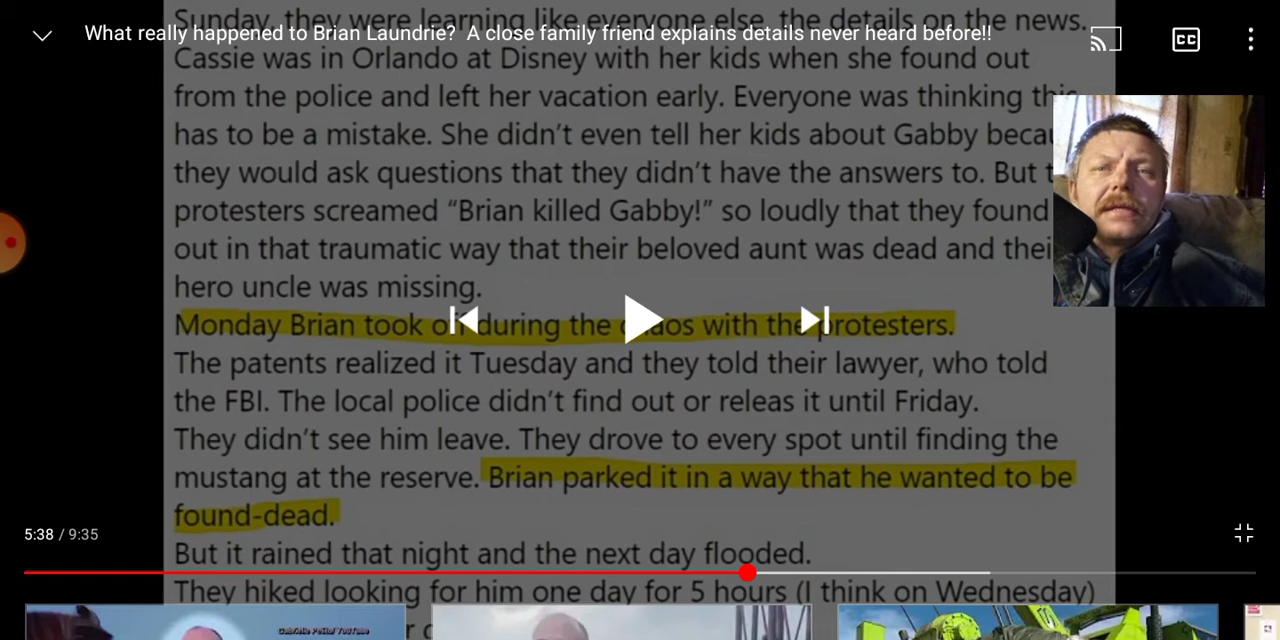 Sunday, they were learning like everyone else, the details on the news.
What really happened to Brian Laundrie? A close family friend explains details never heard before!!
CC
Cassie was in Orlando at Disney with her kids when she found out
from the police and left her vacation early. Everyone was thinking this
has to be a mistake. She didn't even tell her kids about Gabby
they would ask questions that they didn't have the answers to. But
protesters screamed “Brian killed Gabby!” so loudly that they found
out in that traumatic way that their beloved aunt was dead and
hero uncle was missing.
Monday Brian took off during the chaos with the protesters.
The patents realized it Tuesday and they told their lawyer, who told
the FBI. The local police didn't find out or releas it until Friday.
They didn't see him leave. They drove to every spot until finding the
mustang at the reserve. Brian parked it in a way that he wanted to be
found-dead.
5:38 / 9:35
But it rained that night and the next day flooded.
They hiked looking for him one day for 5 hours (I think on Wednesday)
Gabrielle Petito/ YouTube